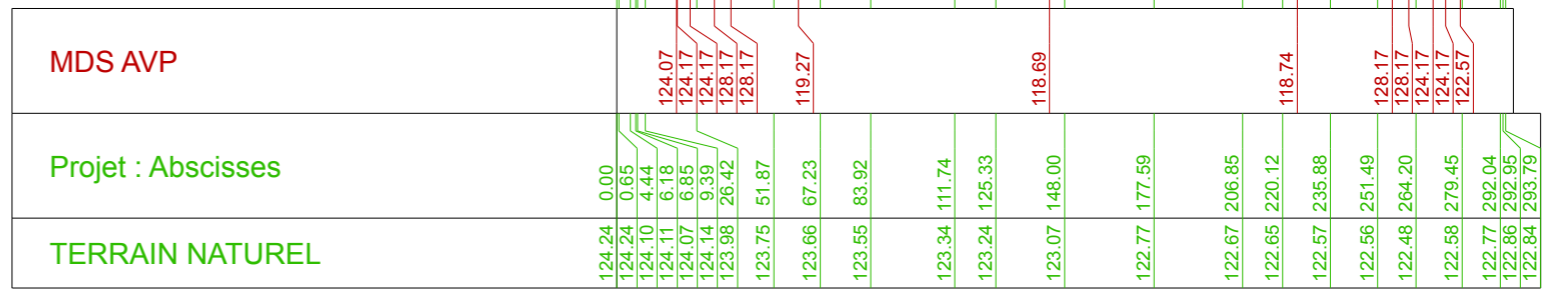 MDS AVP 124.07 124.17 124.17 128.17 128.17 119.27 118.69 118.74 128.17 128.17 124.17 124.17 122.57
Projet : Abscisses 0.00 0.65 4.44 6.18 6.85 9.39 26.42 51.87 67.23 83.92 111.74 125.33 148.00 177.59 206.85 220.12 235.88 251.49 264.20 279.45 292.04 292.95 293.79
TERRAIN NATUREL 124.24 124.24 124.10 124.11 124.07 124.14 123.98 123.75 123.66 123.55 123.34 123.24 123.07 122.77 122.67 122.65 122.57 122.56 122.48 122.58 122.77 122.86 122.84